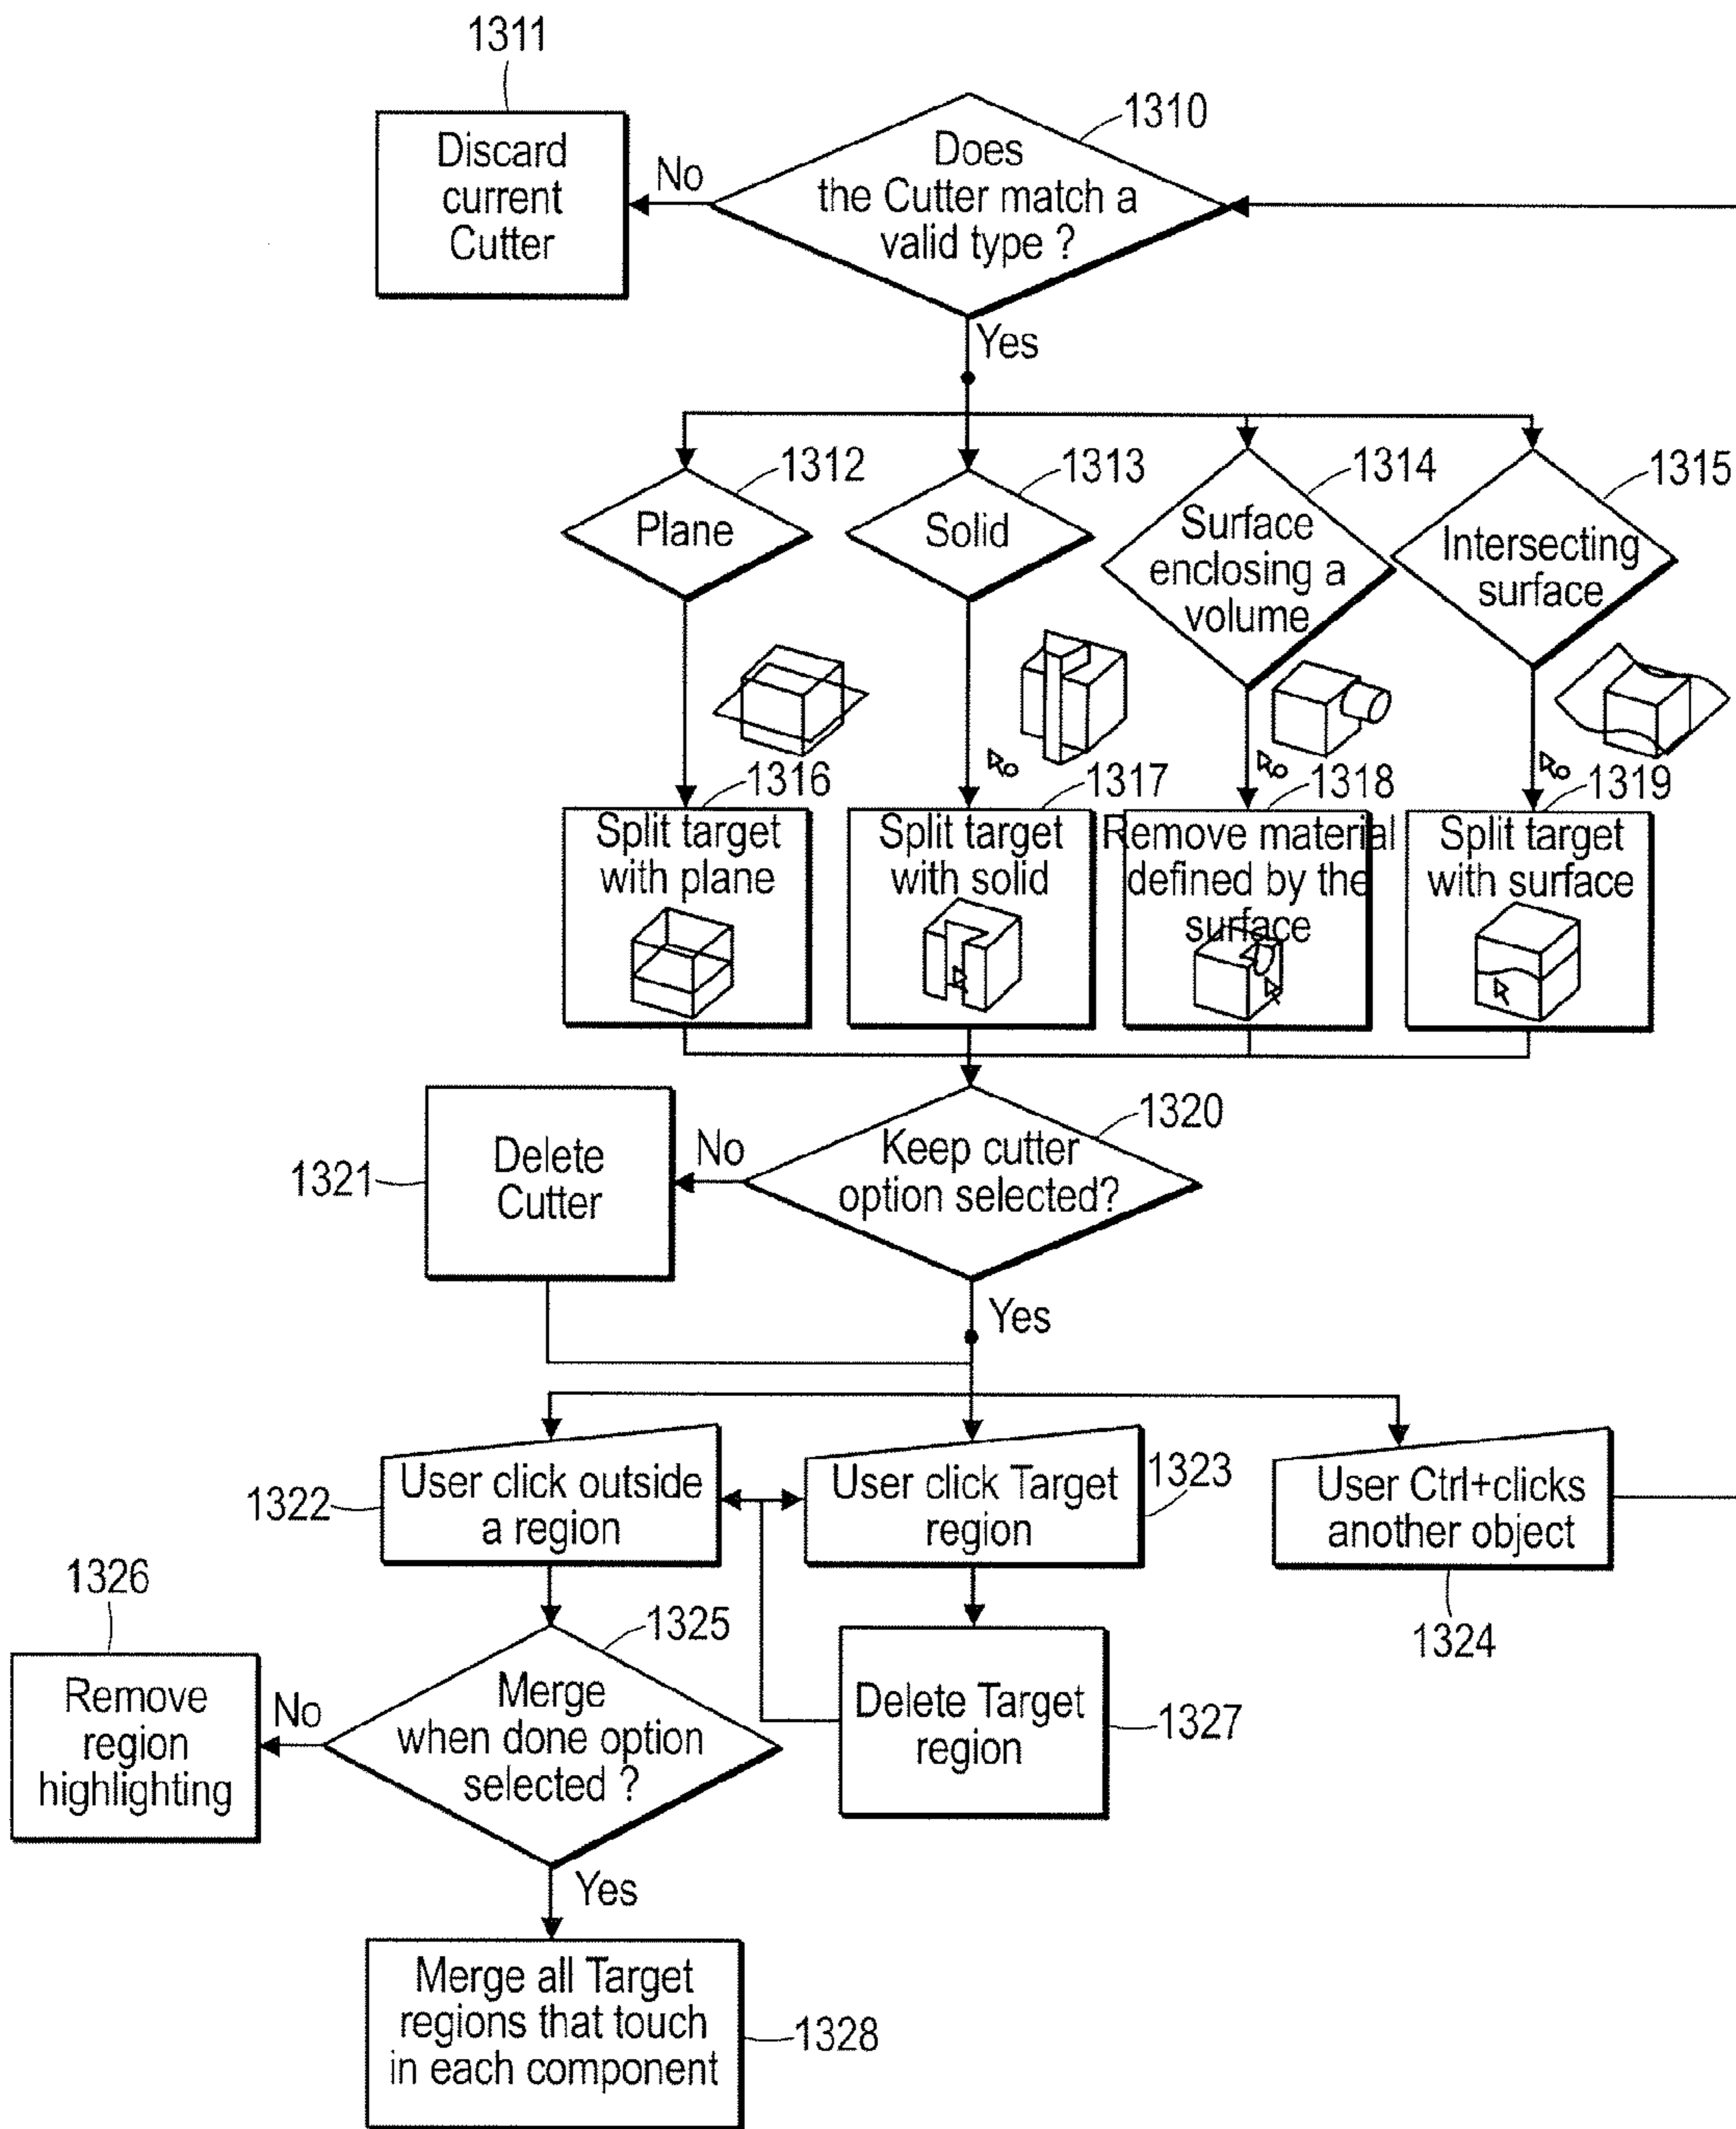 1311
Discard
current
Cutter
No
1310
Does
the Cutter match a
valid type ?
Yes
1312
Plane
1313
Solid
1314
Surface
enclosing a
volume
1315
Intersecting
surface
1316
Split target
with plane
1317
Split target
with solid
1318
Remove material
defined by the
surface
1319
Split target
with surface
1320
Keep cutter
option selected?
No
1321
Delete
Cutter
Yes
1322
User click outside
a region
1323
User click Target
region
User Ctrl+clicks
another object
1324
1326
Remove
region
highlighting
No
1325
Merge
when done option
selected ?
Delete Target
region
1327
Yes
Merge all Target
regions that touch
in each component
1328